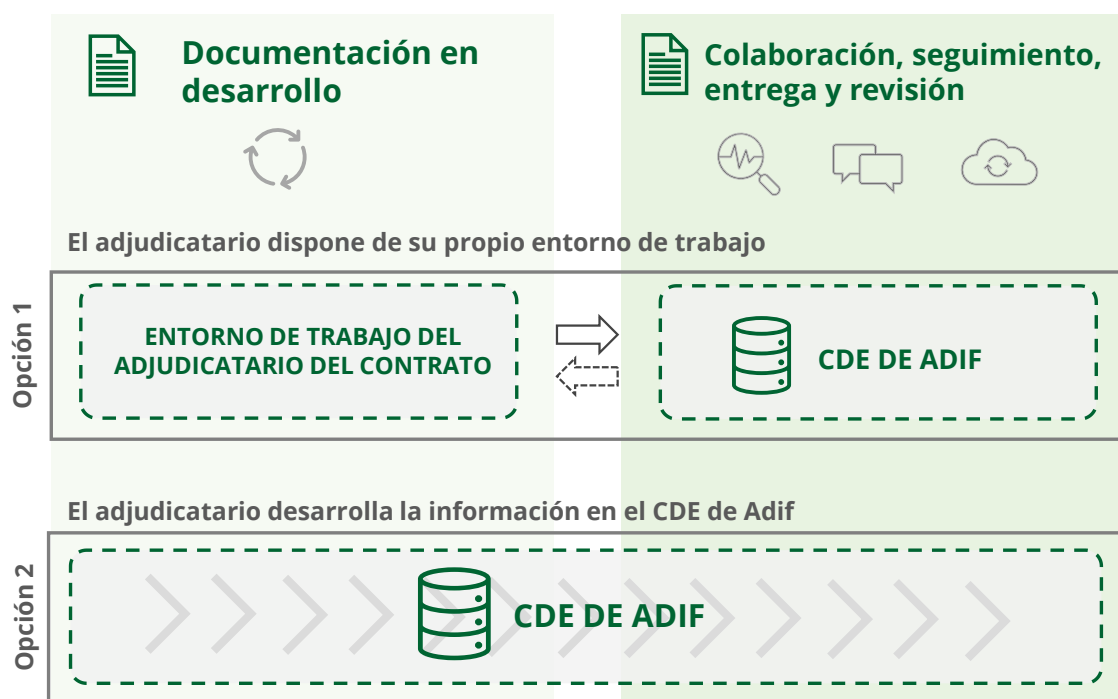 Documentación en
desarrollo
Colaboración, seguimiento,
entrega y revisión
El adjudicatario dispone de su propio entorno de trabajo
Opción 1
ENTORNO DE TRABAJO DEL
ADJUDICATARIO DEL CONTRATO
CDE DE ADIF
El adjudicatario desarrolla la información en el CDE de Adif
Opción 2
CDE DE ADIF